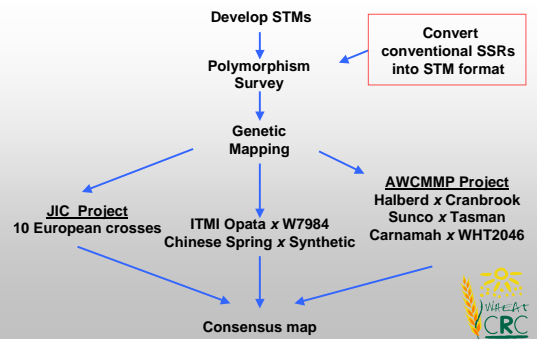 Develop STMs
Convert
conventional SSRs
into STM format
Polymorphism
Survey
Genetic
Mapping
JIC Project
10 European crosses
ITMI Opata x W7984
Chinese Spring x Synthetic
AWCMMP Project
Halberd x Cranbrook
Sunco x Tasman
Carnamah x WHT2046
Consensus map
WHEAT
CRC